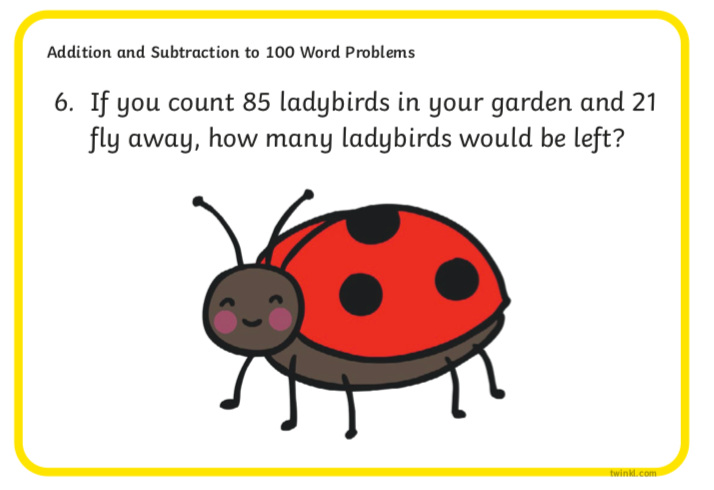 Addition and Subtraction to 100 Word Problems
6. If you count 85 ladybirds in your garden and 21
fly away, how many ladybirds would be left?
twinkl.com